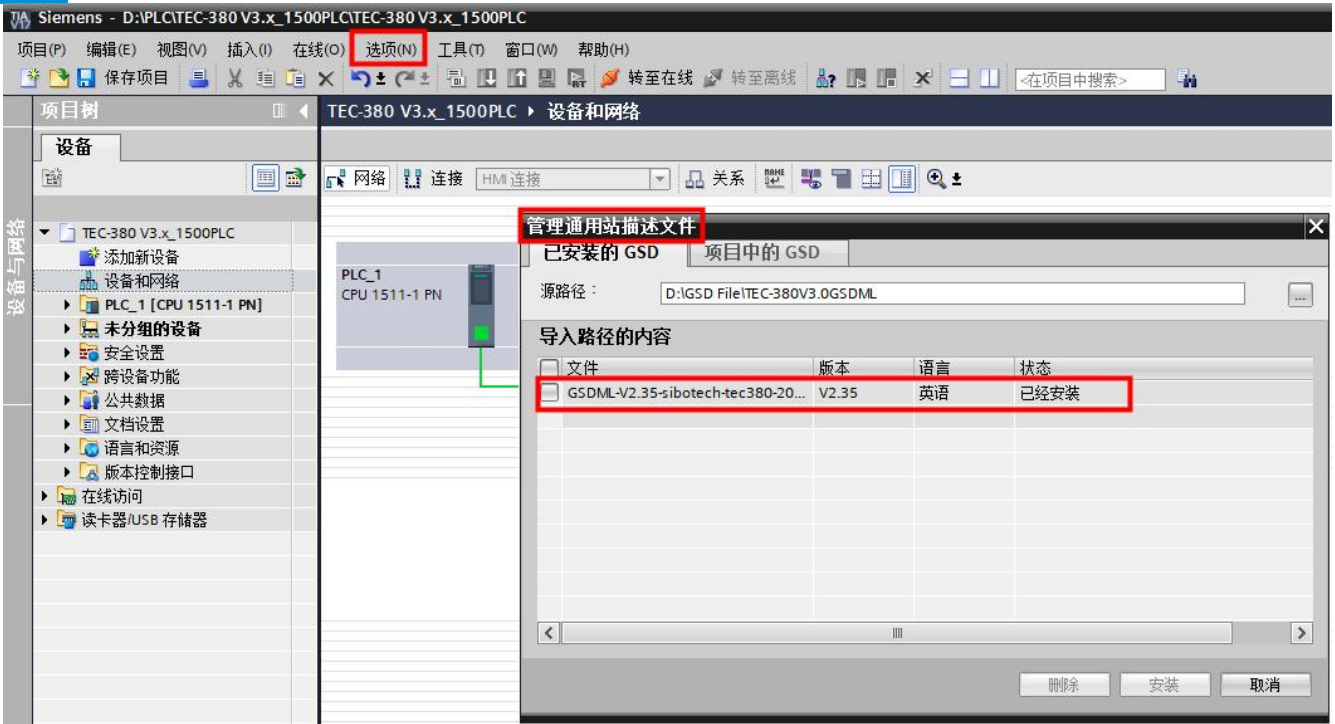 Siemens - D:\PLC\TEC-380 V3.x_1500PLC\TEC-380 V3.x_1500PLC
项目(P) 编辑(E) 视图(V) 插入(I) 在线(O) 选项(N) 工具(T) 窗口(W) 帮助(H)
保存项目 转至在线 转至离线 <在项目中搜索>
项目树
TEC-380 V3.x_1500PLC 设备和网络
设备
网络 连接 HMI 连接 关系
设备与网络
TEC-380 V3.x_1500PLC
添加新设备
设备和网络
PLC_1 [CPU 1511-1 PN]
未分组的设备
安全设置
跨设备功能
公共数据
文档设置
语言和资源
版本控制接口
在线访问
读卡器/USB 存储器
PLC_1
CPU 1511-1 PN
管理通用站描述文件
已安装的 GSD 项目中的 GSD
源路径: D:\GSD File\TEC-380V3.0GSDML ...
导入路径的内容
文件 版本 语言 状态
GSDML-V2.35-sibotech-tec380-20... V2.35 英语 已经安装
删除 安装 取消